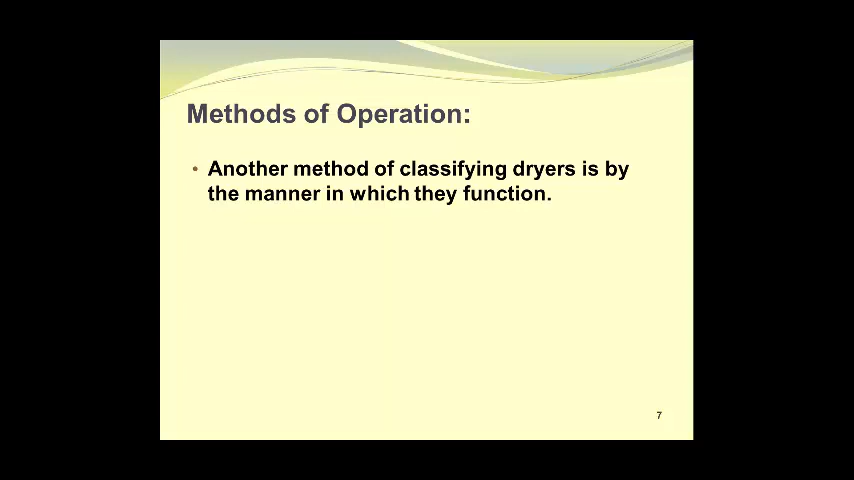 Methods of Operation:
• Another method of classifying dryers is by
the manner in which they function.
7